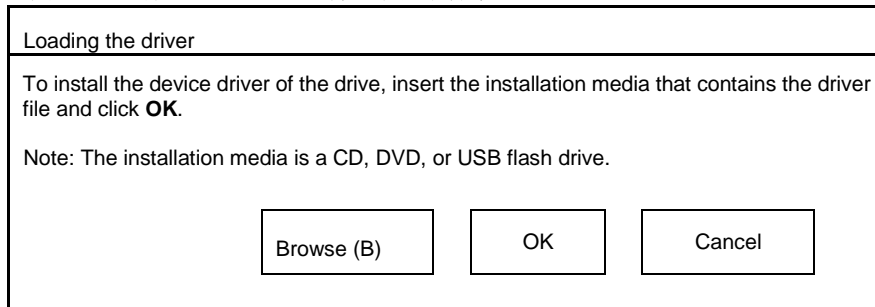 Loading the driver
To install the device driver of the drive, insert the installation media that contains the driver
file and click OK.
Note: The installation media is a CD, DVD, or USB flash drive.
Browse (B) OK Cancel